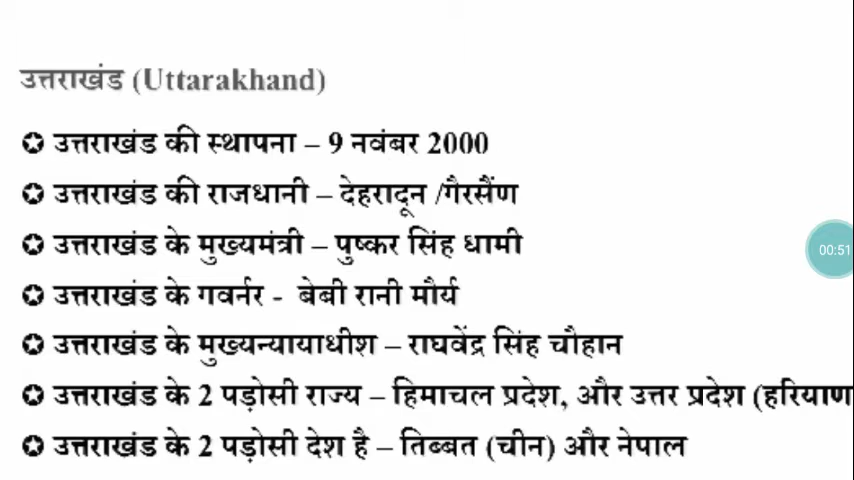 उत्तराखंड (Uttarakhand)
✪ उत्तराखंड की स्थापना – 9 नवंबर 2000
✪ उत्तराखंड की राजधानी – देहरादून /गैरसैंण
✪ उत्तराखंड के मुख्यमंत्री – पुष्कर सिंह धामी
✪ उत्तराखंड के गवर्नर - बेबी रानी मौर्य
✪ उत्तराखंड के मुख्यन्यायाधीश – राघवेंद्र सिंह चौहान
✪ उत्तराखंड के 2 पड़ोसी राज्य – हिमाचल प्रदेश, और उत्तर प्रदेश (हरियाण
✪ उत्तराखंड के 2 पड़ोसी देश है – तिब्बत (चीन) और नेपाल
00:51